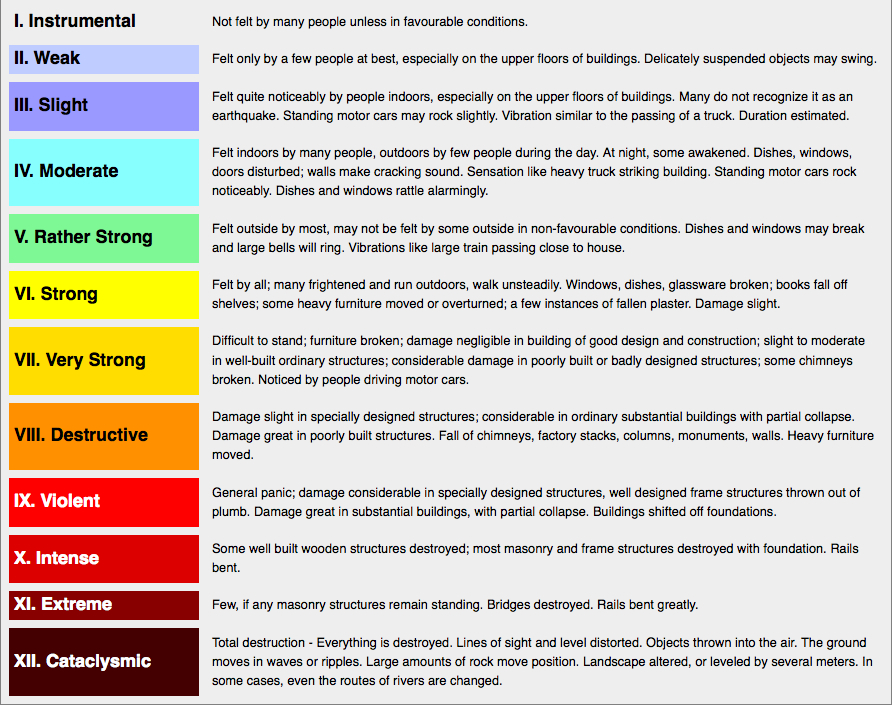 I. Instrumental
Not felt by many people unless in favourable conditions.
II. Weak
Felt only by a few people at best, especially on the upper floors of buildings. Delicately suspended objects may swing.
III. Slight
Felt quite noticeably by people indoors, especially on the upper floors of buildings. Many do not recognize it as an
earthquake. Standing motor cars may rock slightly. Vibration similar to the passing of a truck. Duration estimated.
IV. Moderate
Felt indoors by many people, outdoors by few people during the day. At night, some awakened. Dishes, windows,
doors disturbed; walls make cracking sound. Sensation like heavy truck striking building. Standing motor cars rock
noticeably. Dishes and windows rattle alarmingly.
V. Rather Strong
Felt outside by most, may not be felt by some outside in non-favourable conditions. Dishes and windows may break
and large bells will ring. Vibrations like large train passing close to house.
VI. Strong
Felt by all; many frightened and run outdoors, walk unsteadily. Windows, dishes, glassware broken; books fall off
shelves; some heavy furniture moved or overturned; a few instances of fallen plaster. Damage slight.
VII. Very Strong
Difficult to stand; furniture broken; damage negligible in building of good design and construction; slight to moderate
in well-built ordinary structures; considerable damage in poorly built or badly designed structures; some chimneys
broken. Noticed by people driving motor cars.
VIII. Destructive
Damage slight in specially designed structures; considerable in ordinary substantial buildings with partial collapse.
Damage great in poorly built structures. Fall of chimneys, factory stacks, columns, monuments, walls. Heavy furniture
moved.
IX. Violent
General panic; damage considerable in specially designed structures, well designed frame structures thrown out of
plumb. Damage great in substantial buildings, with partial collapse. Buildings shifted off foundations.
X. Intense
Some well built wooden structures destroyed; most masonry and frame structures destroyed with foundation. Rails
bent.
XI. Extreme
Few, if any masonry structures remain standing. Bridges destroyed. Rails bent greatly.
XII. Cataclysmic
Total destruction - Everything is destroyed. Lines of sight and level distorted. Objects thrown into the air. The ground
moves in waves or ripples. Large amounts of rock move position. Landscape altered, or leveled by several meters. In
some cases, even the routes of rivers are changed.